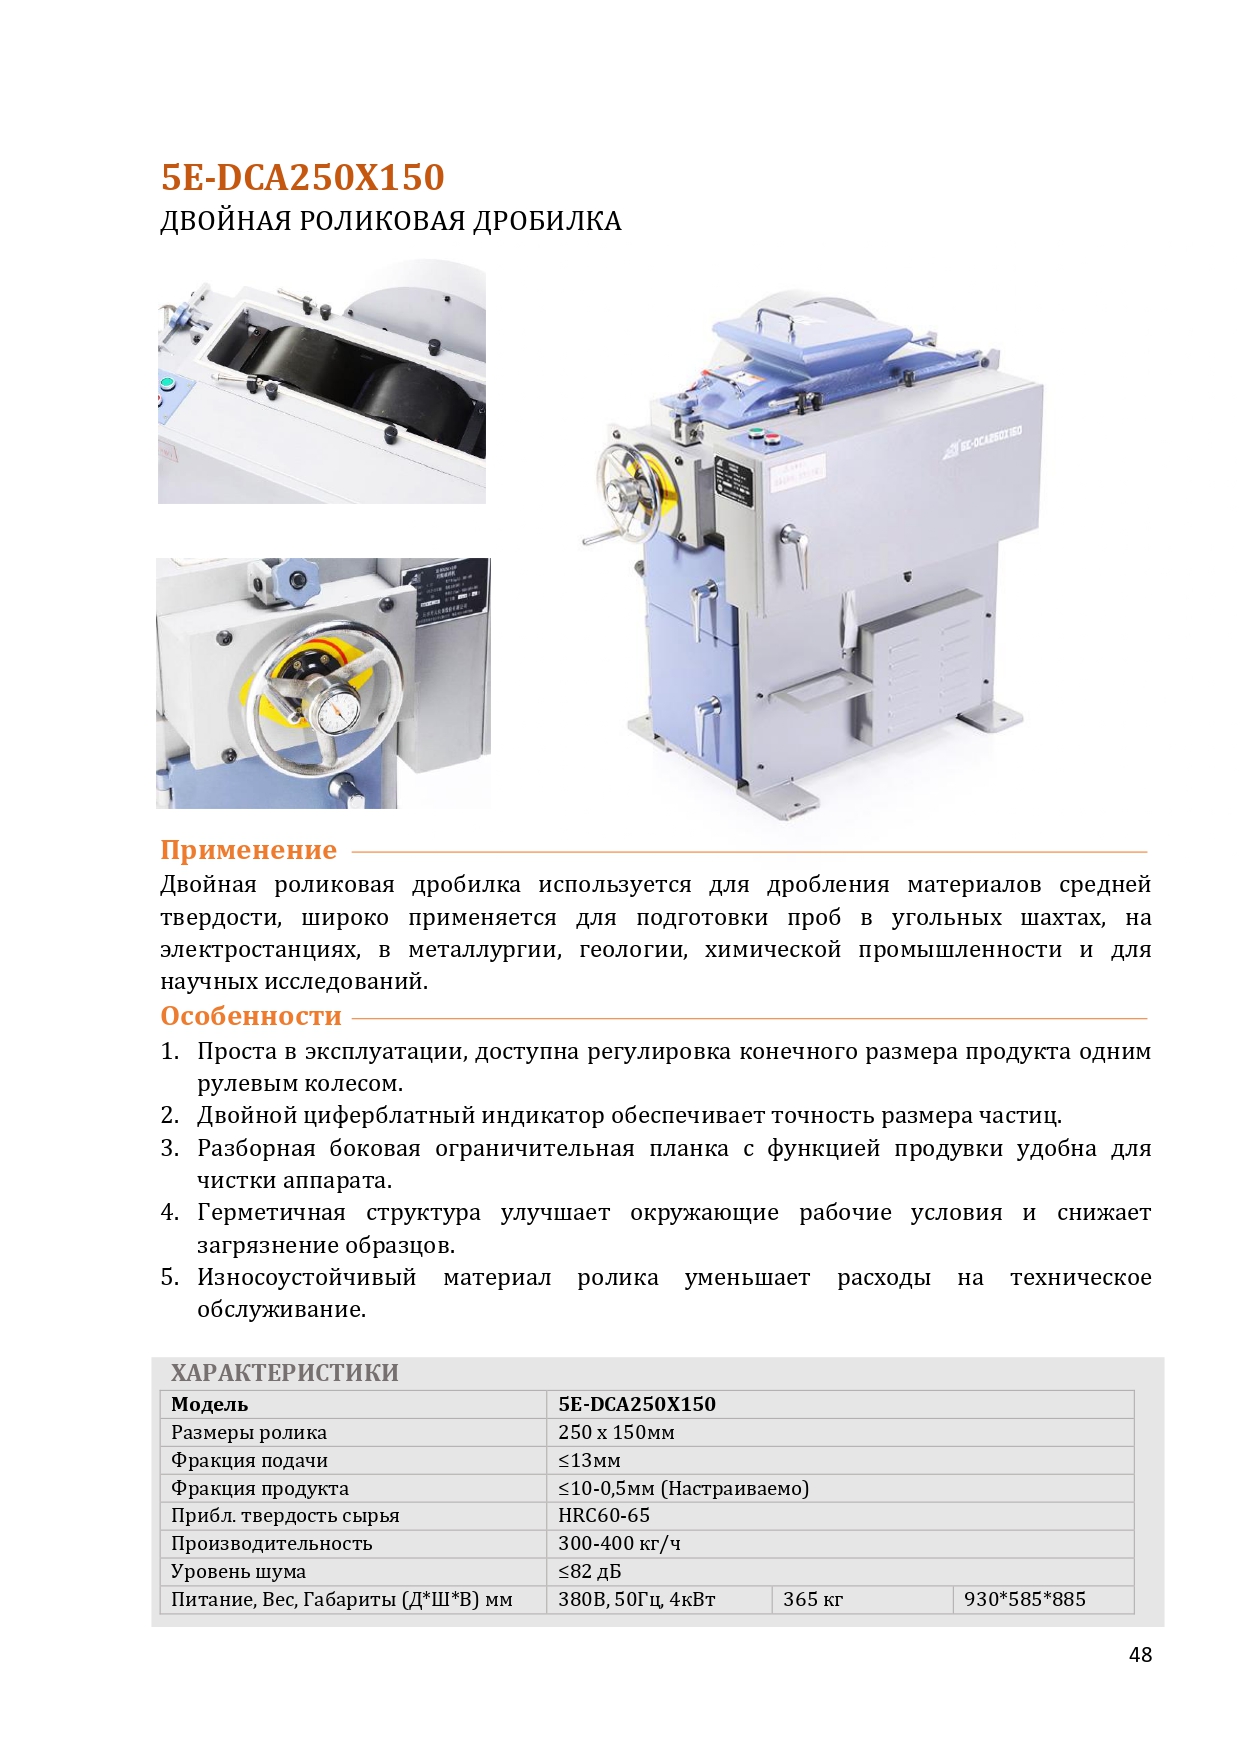 5E-DCA250X150
ДВОЙНАЯ РОЛИКОВАЯ ДРОБИЛКА
5E-DCA250X150
Применение
Двойная роликовая дробилка используется для дробления материалов средней
твердости, широко применяется для подготовки проб в угольных шахтах, на
электростанциях, в металлургии, геологии, химической промышленности и для
научных исследований.
Особенности
1. Проста в эксплуатации, доступна регулировка конечного размера продукта одним
рулевым колесом.
2. Двойной циферблатный индикатор обеспечивает точность размера частиц.
3. Разборная боковая ограничительная планка с функцией продувки удобна для
чистки аппарата.
4. Герметичная структура улучшает окружающие рабочие условия и снижает
загрязнение образцов.
5. Износоустойчивый материал ролика уменьшает расходы на техническое
обслуживание.
ХАРАКТЕРИСТИКИ
Модель 5E-DCA250X150
Размеры ролика 250 x 150мм
Фракция подачи ≤13мм
Фракция продукта ≤10-0,5мм (Настраиваемо)
Прибл. твердость сырья HRC60-65
Производительность 300-400 кг/ч
Уровень шума ≤82 дБ
Питание, Вес, Габариты (Д*Ш*В) мм 380В, 50Гц, 4кВт 365 кг 930*585*885
48